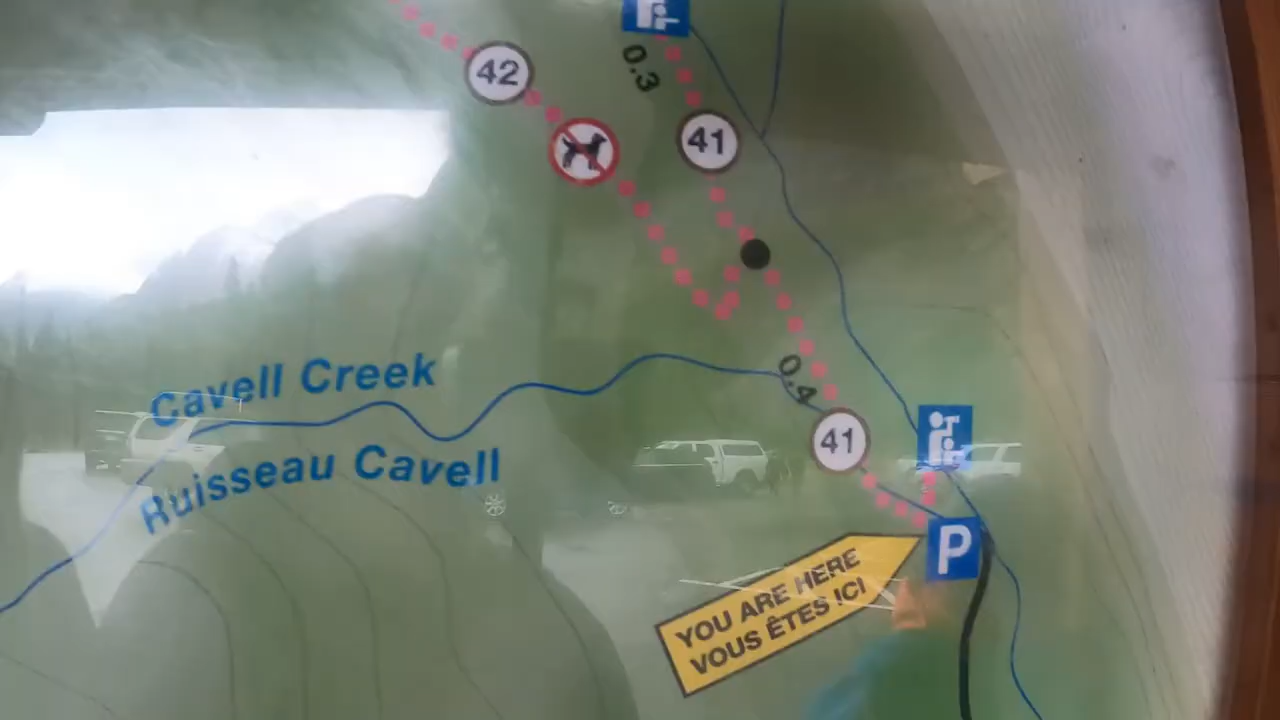 42
0.3
41
Cavell Creek
Ruisseau Cavell
0.4
41
P
YOU ARE HERE
VOUS ÊTES ICI